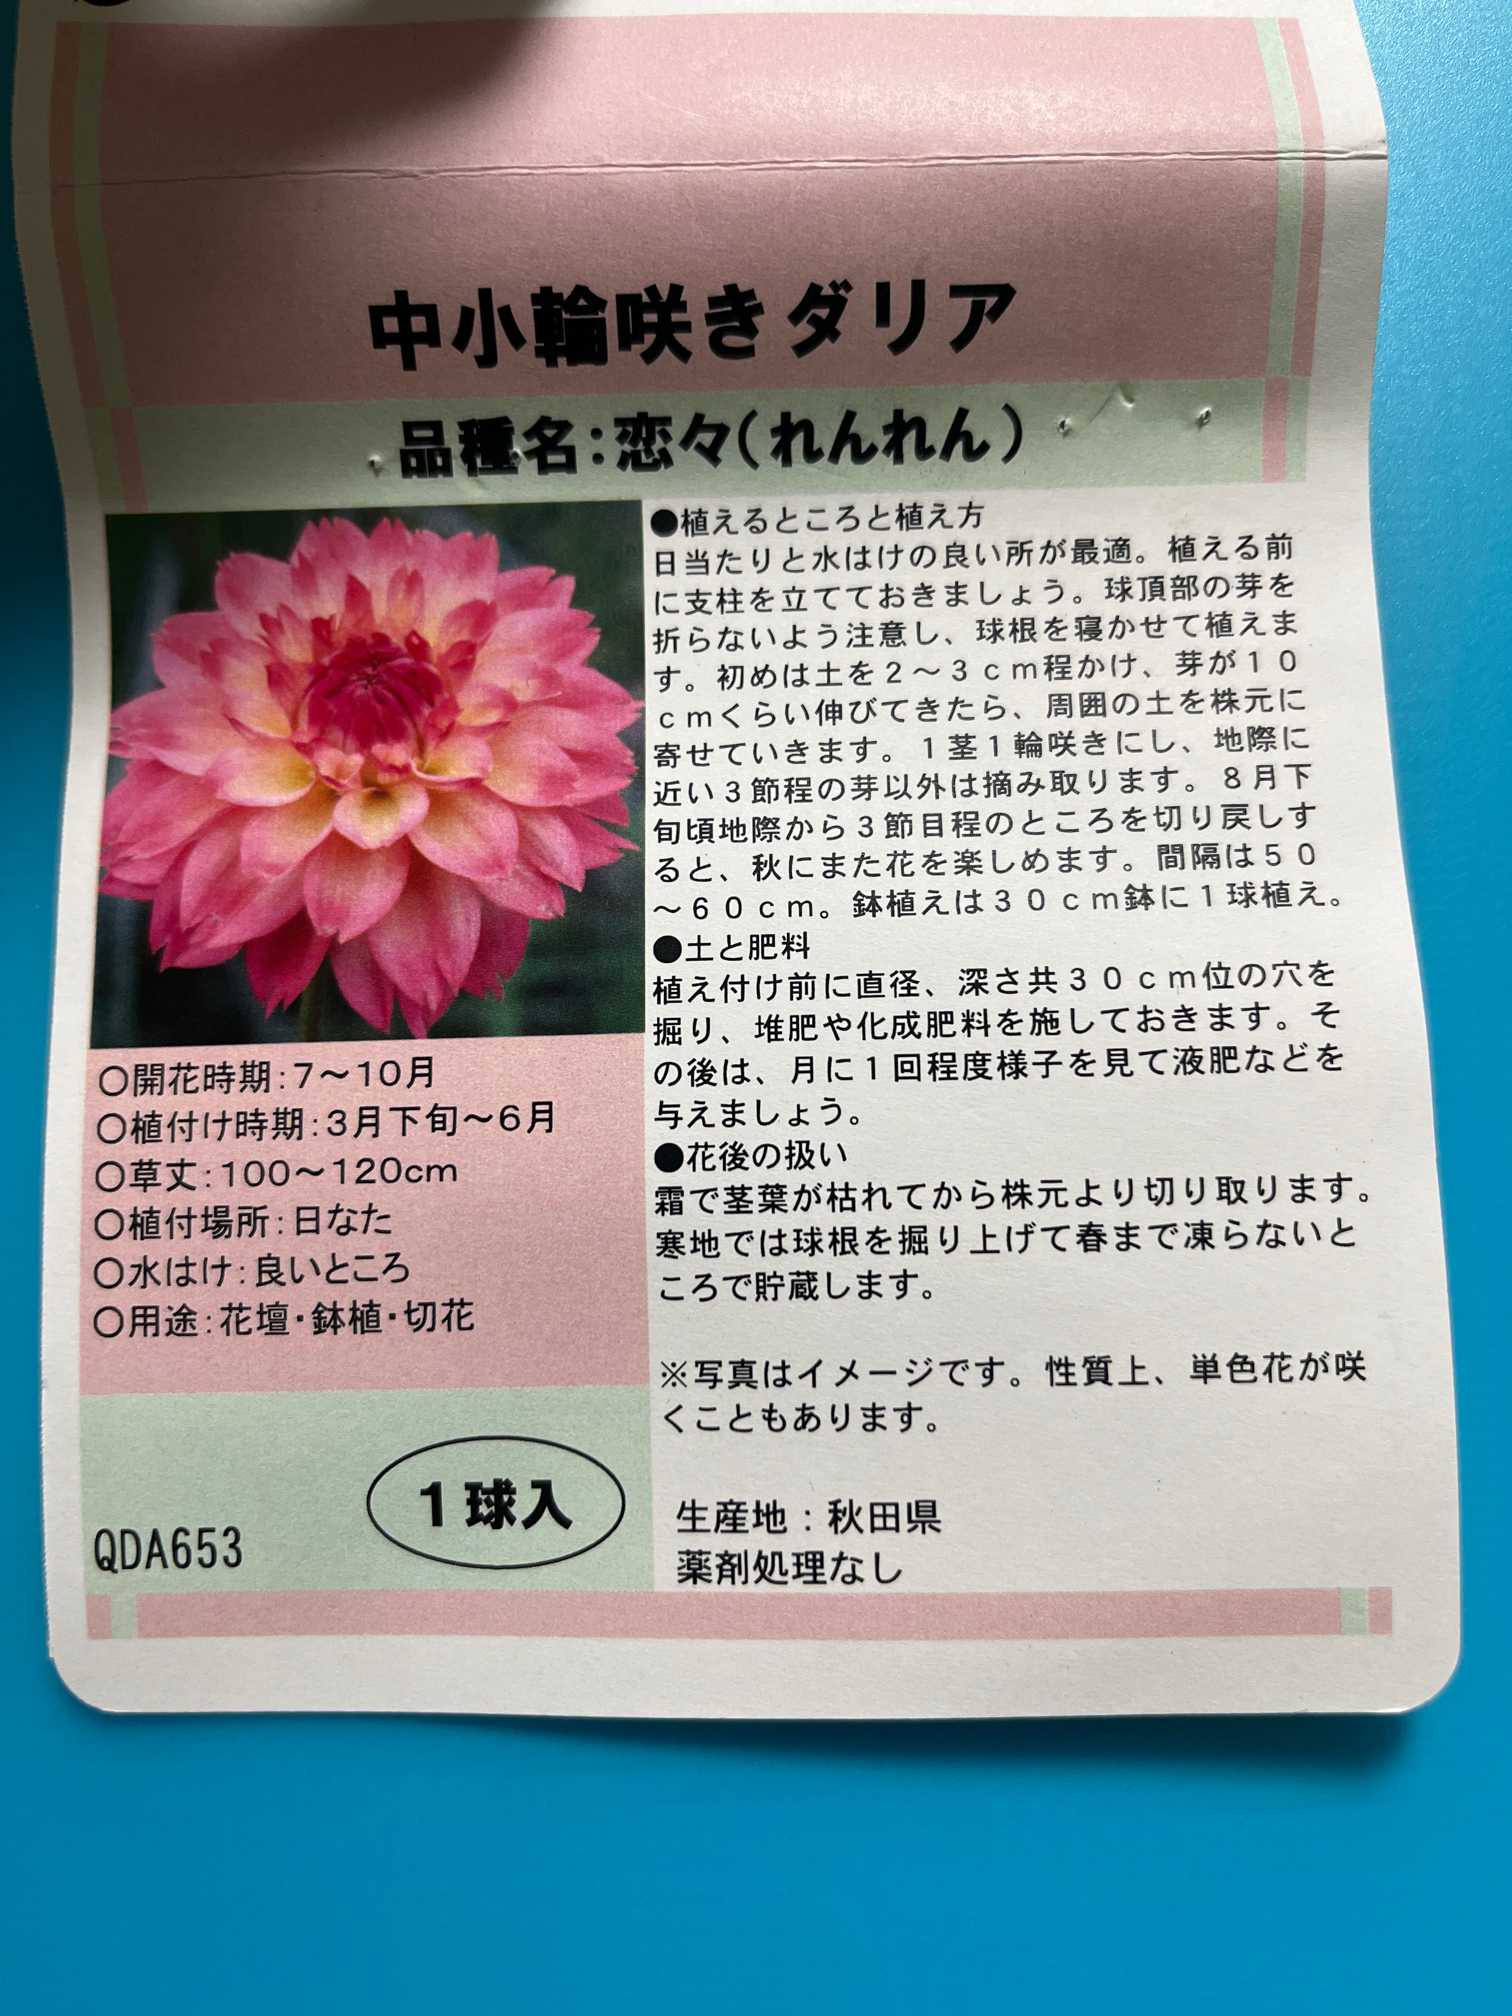 中小輪咲きダリア
品種名：恋々（れんれん）
●植えるところと植え方
日当たりと水はけの良い所が最適。植える前
に支柱を立てておきましょう。球頂部の芽を
折らないよう注意し、球根を寝かせて植えま
す。初めは土を２～３ｃｍ程かけ、芽が１０
ｃｍくらい伸びてきたら、周囲の土を株元に
寄せていきます。１茎１輪咲きにし、地際に
近い３節程の芽以外は摘み取ります。８月下
旬頃地際から３節目程のところを切り戻しす
ると、秋にまた花を楽しめます。間隔は５０
～６０ｃｍ。鉢植えは３０ｃｍ鉢に１球植え。
●土と肥料
植え付け前に直径、深さ共３０ｃｍ位の穴を
掘り、堆肥や化成肥料を施しておきます。そ
の後は、月に１回程度様子を見て液肥などを
与えましょう。
●花後の扱い
霜で茎葉が枯れてから株元より切り取ります。
寒地では球根を掘り上げて春まで凍らないと
ころで貯蔵します。
※写真はイメージです。性質上、単色花が咲
くこともあります。
生産地：秋田県
薬剤処理なし
○開花時期：7～10月
○植付け時期：3月下旬～6月
○草丈：100～120cm
○植付場所：日なた
○水はけ：良いところ
○用途：花壇・鉢植・切花
１球入
QDA653